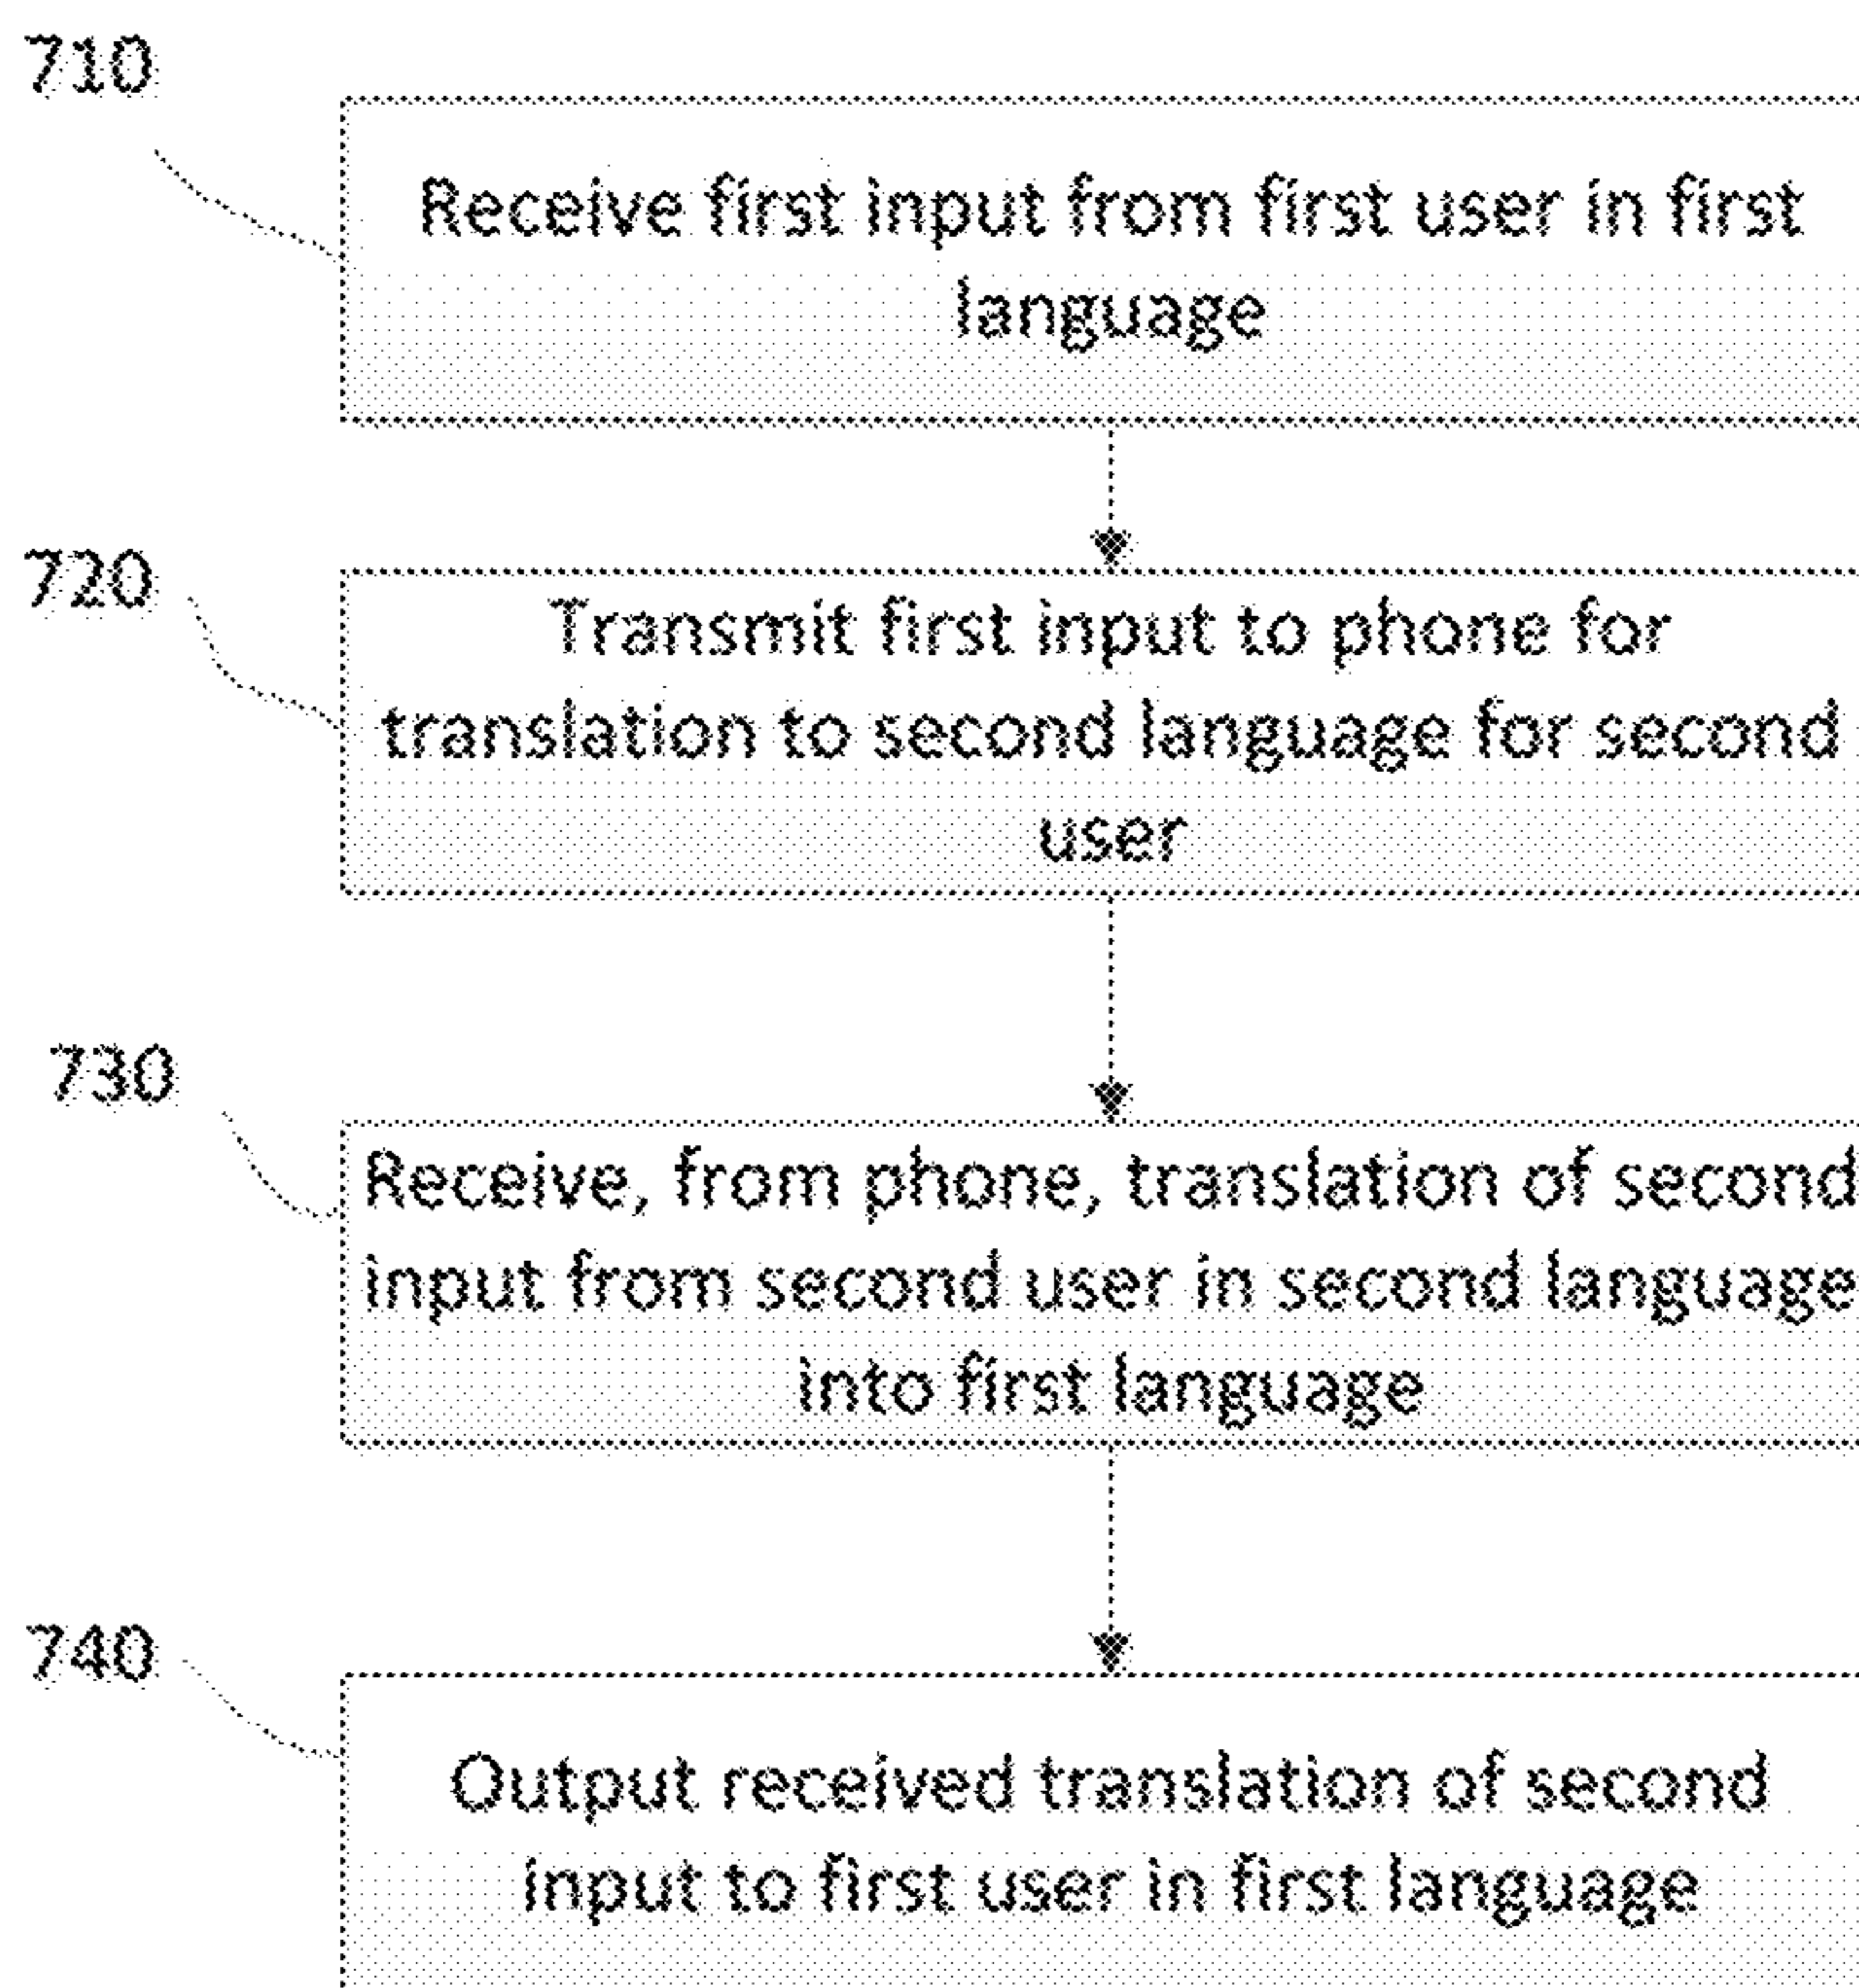 710
Receive first input from first user in first
language
720
Transmit first input to phone for
translation to second language for second
user
730
Receive, from phone, translation of second
input from second user in second language
into first language
740
Output received translation of second
input to first user in first language